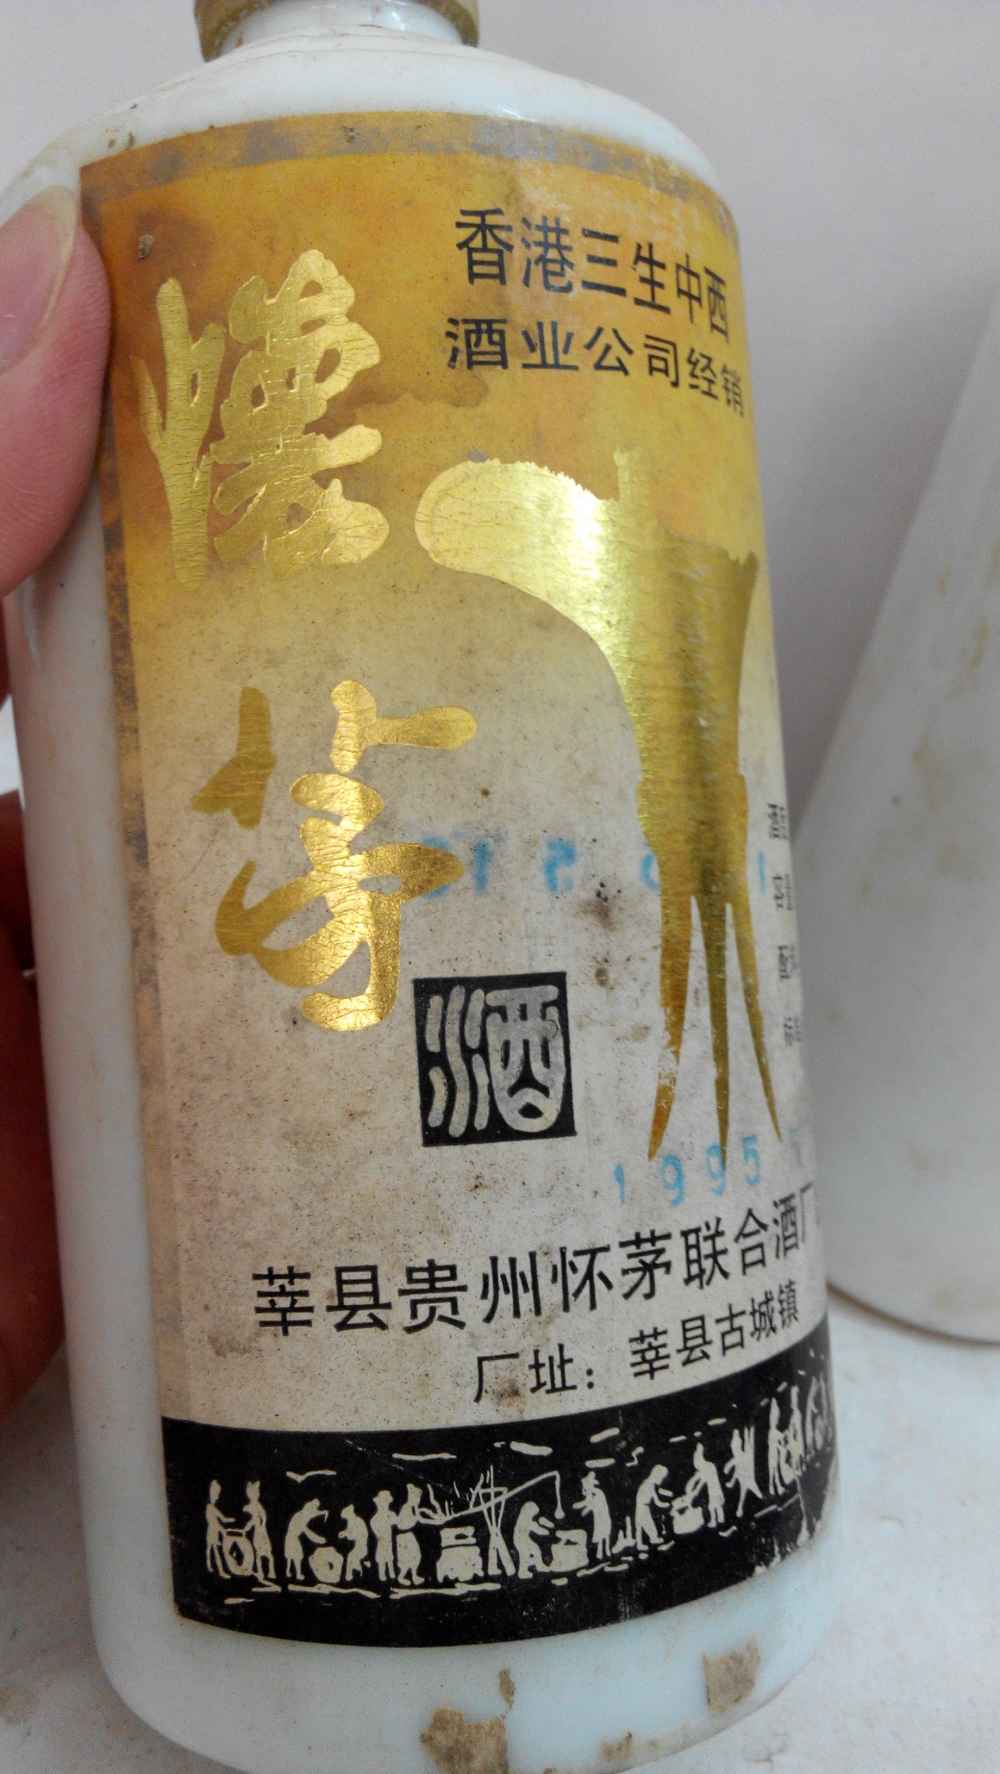 香港三生中西
酒业公司经销
懷
茅
酒
1995
莘县贵州怀茅联合酒厂
厂址：莘县古城镇